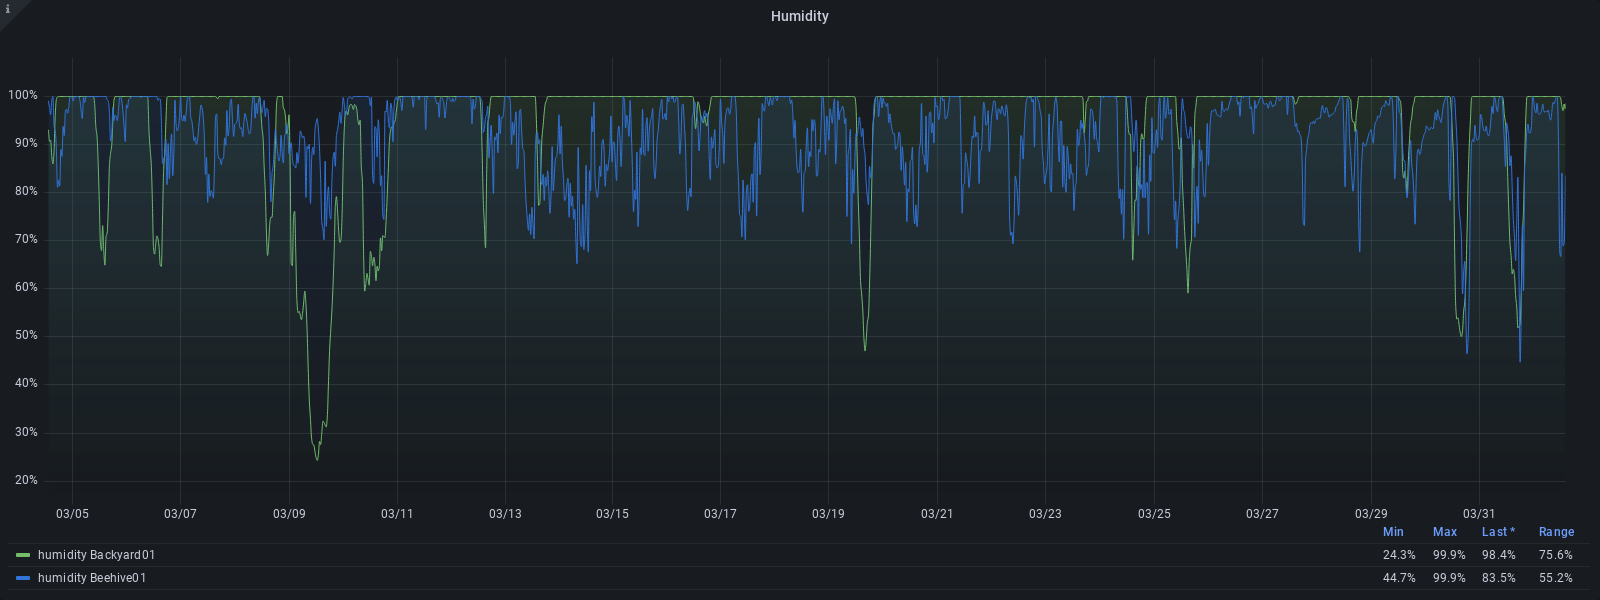 i
Humidity
100%
90%
80%
70%
60%
50%
40%
30%
20%
03/05 03/07 03/09 03/11 03/13 03/15 03/17 03/19 03/21 03/23 03/25 03/27 03/29 03/31
Min Max Last * Range
humidity Backyard01 24.3% 99.9% 98.4% 75.6%
humidity Beehive01 44.7% 99.9% 83.5% 55.2%